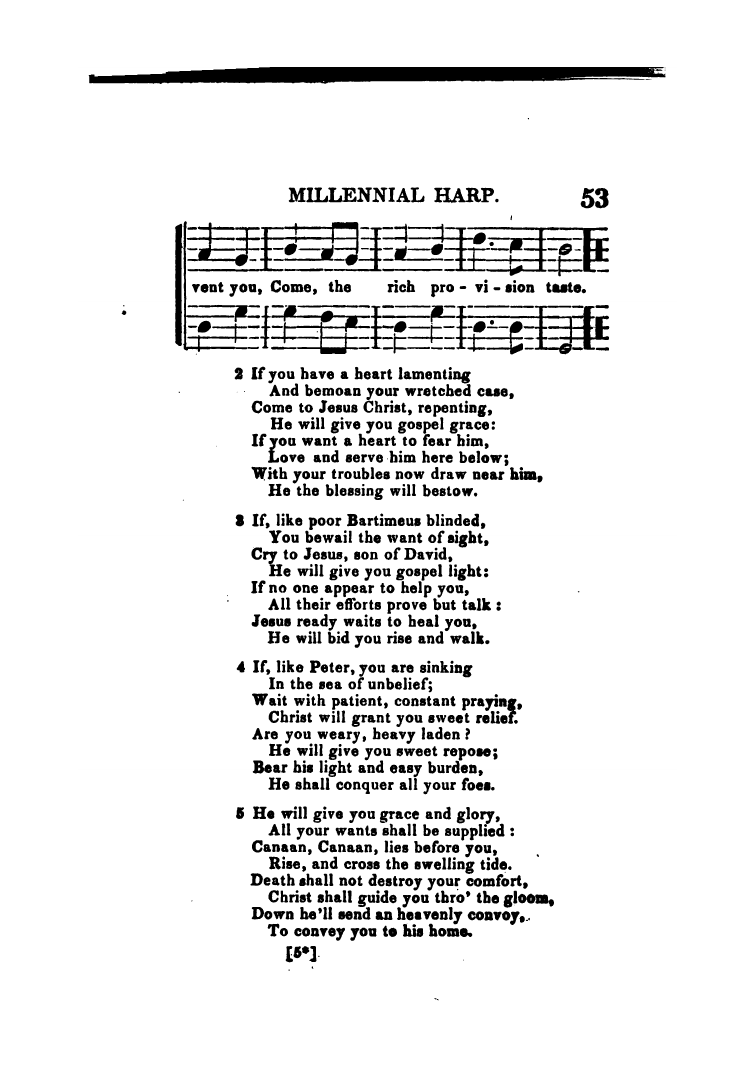 MILLENNIAL HARP. 53
vent you, Come, the rich pro - vi - sion taste.
2 If you have a heart lamenting
And bemoan your wretched case,
Come to Jesus Christ, repenting,
He will give you gospel grace:
If you want a heart to fear him,
Love and serve him here below;
With your troubles now draw near him,
He the blessing will bestow.
3 If, like poor Bartimeus blinded,
You bewail the want of sight,
Cry to Jesus, son of David,
He will give you gospel light:
If no one appear to help you,
All their efforts prove but talk :
Jesus ready waits to heal you,
He will bid you rise and walk.
4 If, like Peter, you are sinking
In the sea of unbelief;
Wait with patient, constant praying,
Christ will grant you sweet relief.
Are you weary, heavy laden ?
He will give you sweet repose;
Bear his light and easy burden,
He shall conquer all your foes.
5 He will give you grace and glory,
All your wants shall be supplied :
Canaan, Canaan, lies before you,
Rise, and cross the swelling tide.
Death shall not destroy your comfort,
Christ shall guide you thro' the gloom,
Down he'll send an heavenly convoy,
To convey you to his home.
[5*]